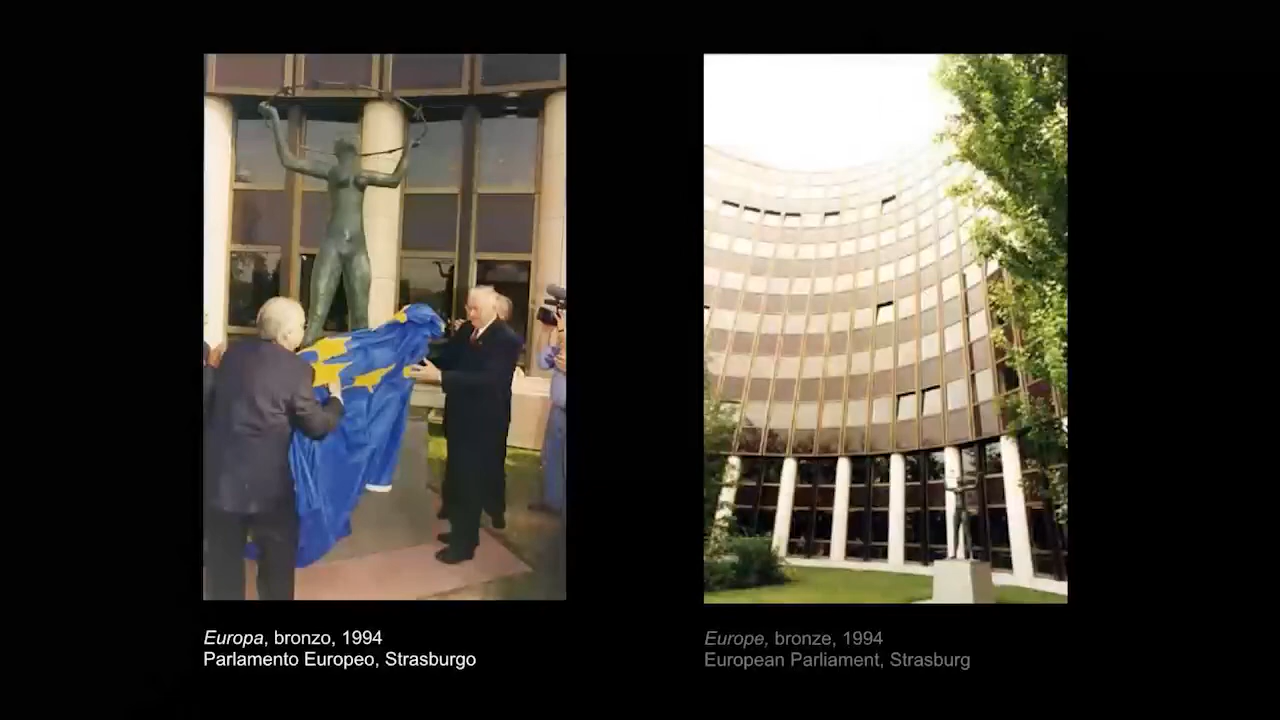 Europa, bronzo, 1994
Parlamento Europeo, Strasburgo
Europe, bronze, 1994
European Parliament, Strasburg